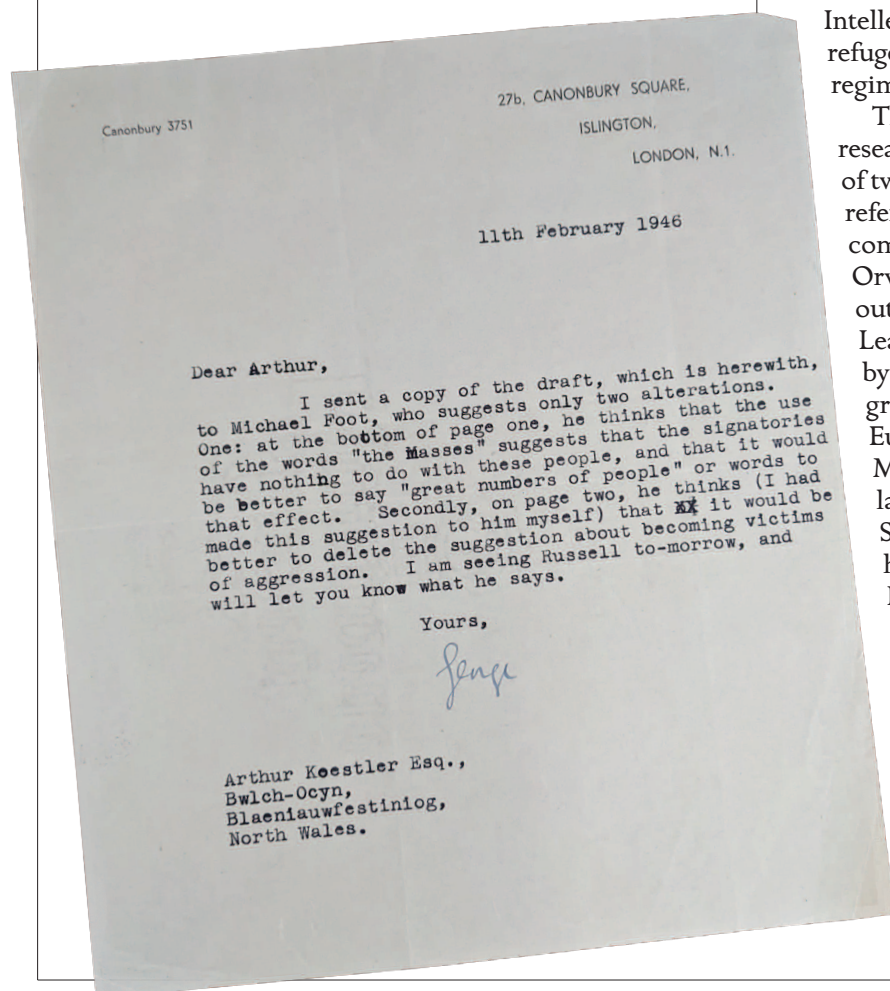 Canonbury 3751
27b, CANONBURY SQUARE,
ISLINGTON,
LONDON, N.1.
11th February 1946
Dear Arthur,
I sent a copy of the draft, which is herewith,
to Michael Foot, who suggests only two alterations.
One: at the bottom of page one, he thinks that the use
of the words "the Masses" suggests that the signatories
have nothing to do with these people, and that it would
be better to say "great numbers of people" or words to
that effect. Secondly, on page two, he thinks (I had
made this suggestion to him myself) that it would be
better to delete the suggestion about becoming victims
of aggression. I am seeing Russell to-morrow, and
will let you know what he says.
Yours,
George
Arthur Koestler Esq.,
Bwlch-Ocyn,
Blaeniauwfestiniog,
North Wales.
Intelle
refuge
regim
T
resea
of tw
refe
com
Orv
out
Lea
by
gr
Eu
M
la
S
h